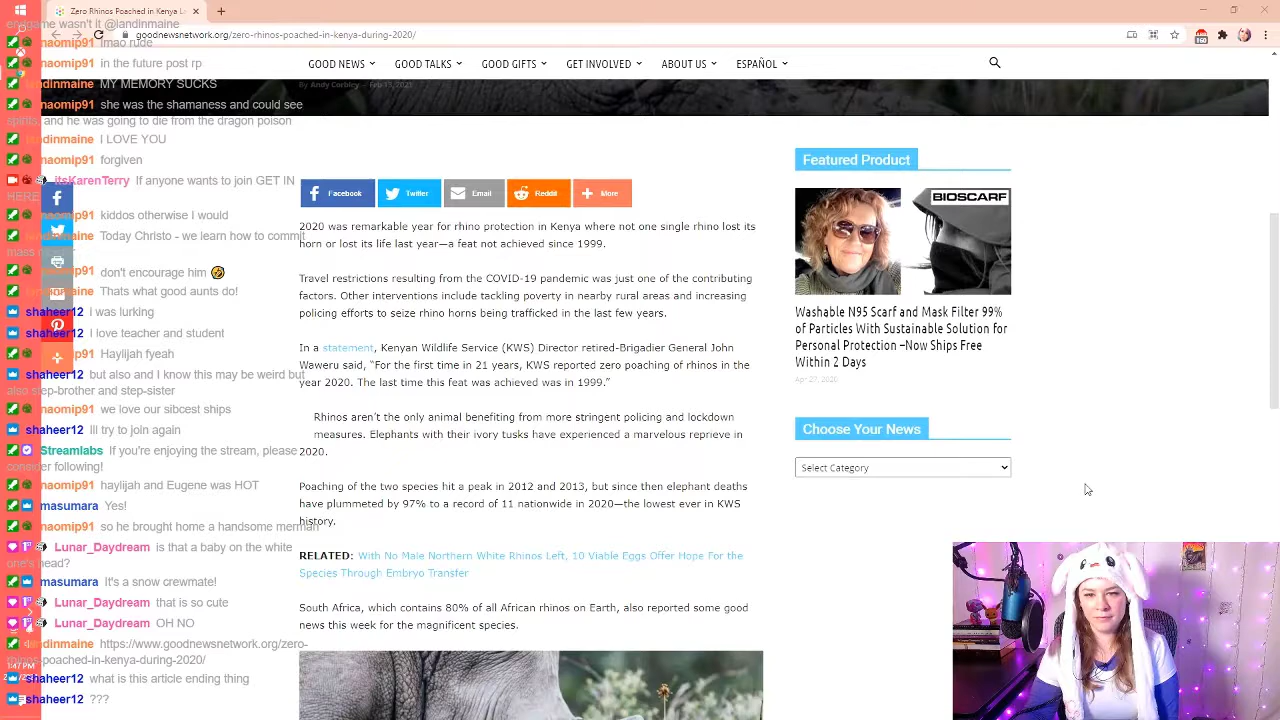 Zero Rhinos Poached in Kenya
endgame wasn't it @landinmaine
goodnewsnetwork.org/zero-rhinos-poached-in-kenya-during-2020/
naomip91 lmao rude
naomip91 in the future post rp
MY MEMORY SUCKS
naomip91 she was the shamaness and could see
spirits, and he was going to die from the dragon poison
I LOVE YOU
naomip91 forgiven
itsKarenTerry If anyone wants to join GET IN
HERE
kiddos otherwise I would
Today Christo - we learn how to commit
mass
don't encourage him
Thats what good aunts do!
shaheer12 I was lurking
shaheer12 I love teacher and student
Haylijah fyeah
shaheer12 but also and I know this may be weird but
also step-brother and step-sister
naomip91 we love our sibcest ships
shaheer12 Ill try to join again
Streamlabs If you're enjoying the stream, please
consider following!
naomip91 haylijah and Eugene was HOT
masumara Yes!
naomip91 so he brought home a handsome merman
Lunar_Daydream is that a baby on the white
one's head?
masumara It's a snow crewmate!
Lunar_Daydream that is so cute
Lunar_Daydream OH NO
https://www.goodnewsnetwork.org/zero-
rhinos-poached-in-kenya-during-2020/
1:47 PM
shaheer12 what is this article ending thing
shaheer12 ???
GOOD NEWS GOOD TALKS GOOD GIFTS GET INVOLVED ABOUT US ESPAÑOL
By Andy Corbley - Feb 13, 2021
Facebook Twitter Email Reddit More
2020 was remarkable year for rhino protection in Kenya where not one single rhino lost its
horn or lost its life last year—a feat not achieved since 1999.
Travel restrictions resulting from the COVID-19 pandemic was just one of the contributing
factors. Other interventions include tackling poverty in nearby rural areas and increasing
policing efforts to seize rhino horns being trafficked in the last few years.
In a statement, Kenyan Wildlife Service (KWS) Director retired-Brigadier General John
Waweru said, “For the first time in 21 years, KWS reported zero poaching of rhinos in the
year 2020. The last time this feat was achieved was in 1999.”
Rhinos aren’t the only animal benefiting from more stringent policing and lockdown
measures. Elephants with their ivory tusks have experienced a marvelous reprieve in
2020.
Poaching of the two species hit a peak in 2012 and 2013, but since then elephant deaths
have plummeted by 97% to a record of 11 nationwide in 2020—the lowest ever in KWS
history.
RELATED: With No Male Northern White Rhinos Left, 10 Viable Eggs Offer Hope For the
Species Through Embryo Transfer
South Africa, which contains 80% of all African rhinos on Earth, also reported some good
news this week for the magnificent species.
Featured Product
BIOSCARF
Washable N95 Scarf and Mask Filter 99%
of Particles With Sustainable Solution for
Personal Protection –Now Ships Free
Within 2 Days
Apr 27, 2020
Choose Your News
Select Category